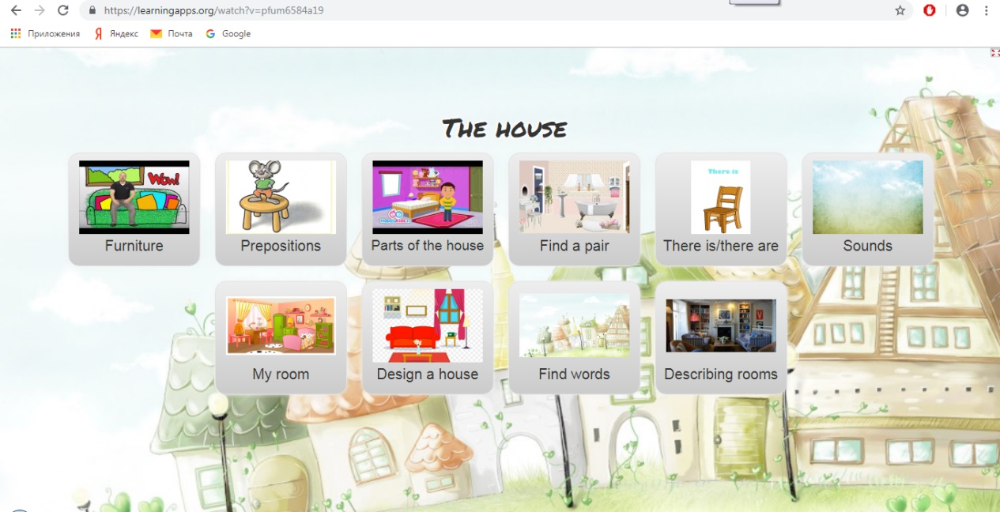 https://learningapps.org/watch?v=pfum6584a19
Приложения Я Яндекс Почта G Google
The house
Wow!
HappyKids
There is
Furniture Prepositions Parts of the house Find a pair There is/there are Sounds
My room Design a house Find words Describing rooms